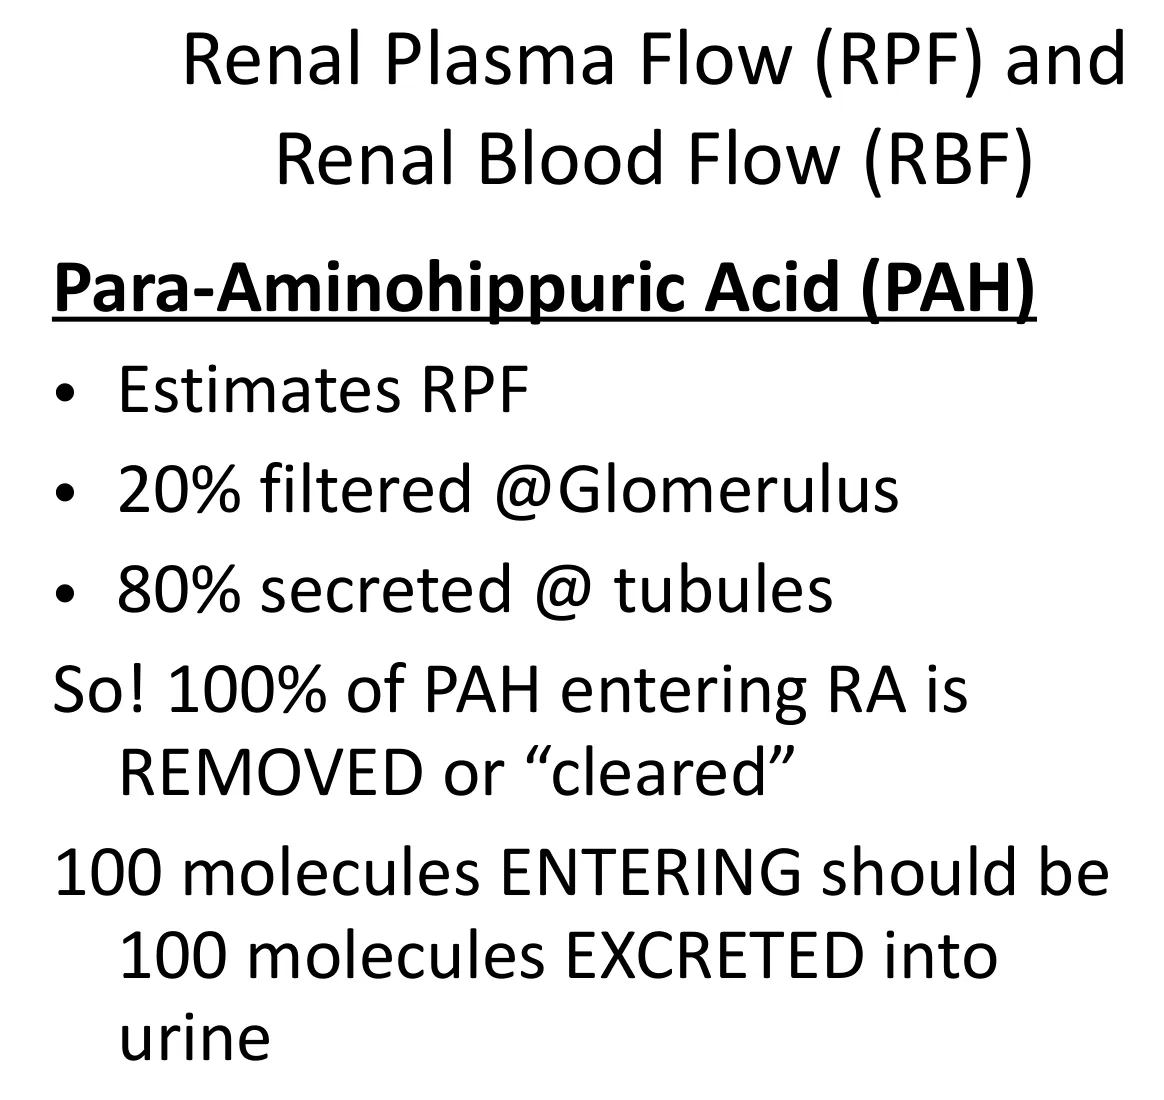 Renal Plasma Flow (RPF) and
Renal Blood Flow (RBF)
Para-Aminohippuric Acid (PAH)
• Estimates RPF
• 20% filtered @Glomerulus
• 80% secreted @ tubules
So! 100% of PAH entering RA is
REMOVED or “cleared”
100 molecules ENTERING should be
100 molecules EXCRETED into
urine